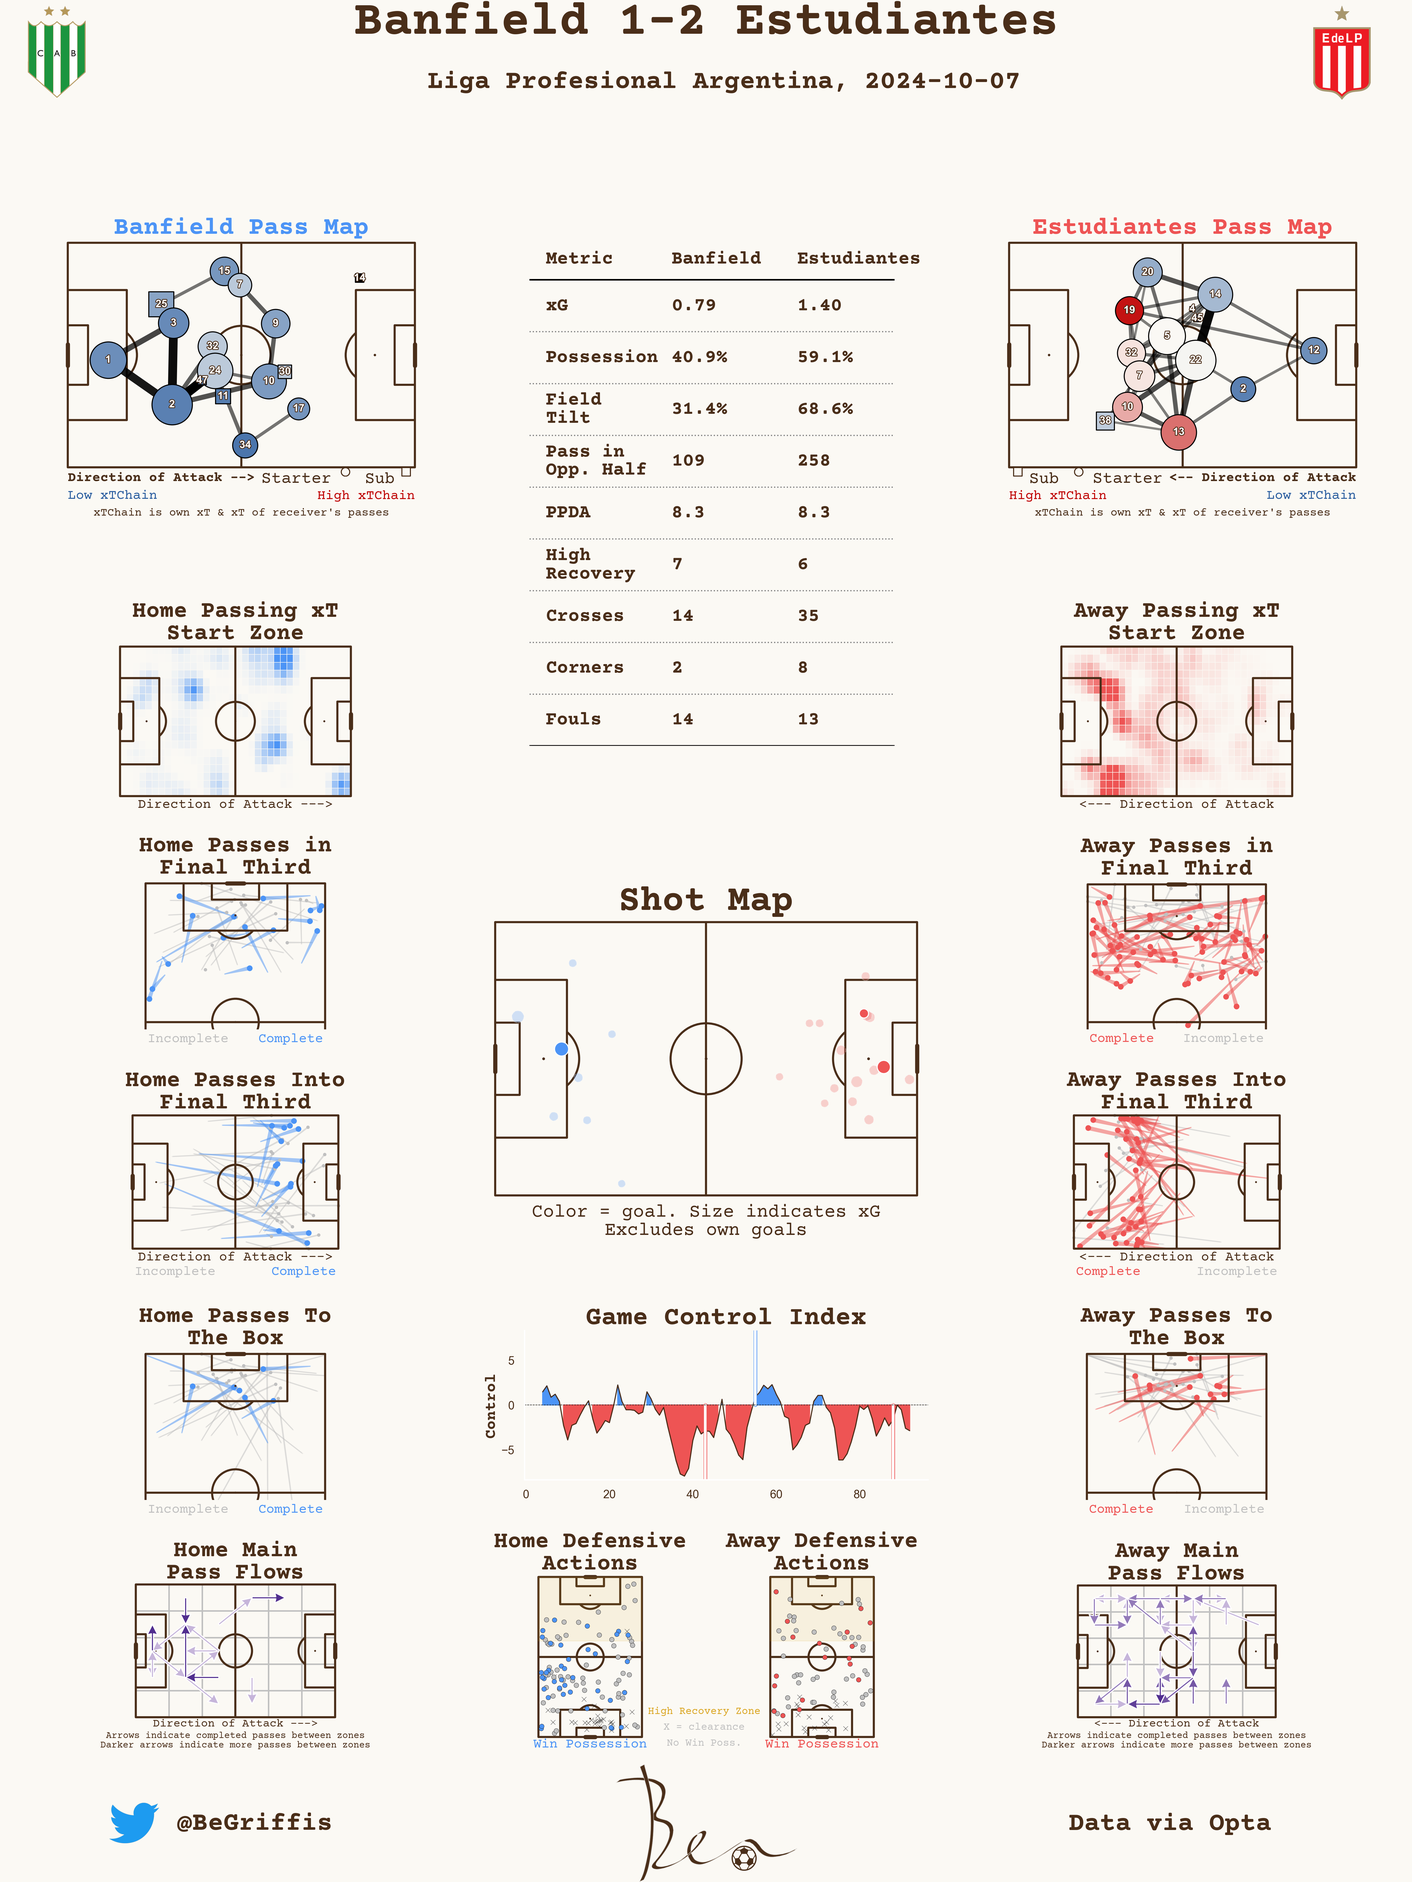 Banfield 1-2 Estudiantes
Liga Profesional Argentina, 2024-10-07
C A B
EdeLP
Banfield Pass Map
15
7
14
25
3
9
32
1
24
47
10
30
11
2
17
34
Direction of Attack --> Starter Sub
Low xTChain High xTChain
xTChain is own xT & xT of receiver's passes
Metric Banfield Estudiantes
xG 0.79 1.40
Possession 40.9% 59.1%
Field
Tilt 31.4% 68.6%
Pass in
Opp. Half 109 258
PPDA 8.3 8.3
High
Recovery 7 6
Crosses 14 35
Corners 2 8
Fouls 14 13
Estudiantes Pass Map
20
14
19
4
45
5
32
22
12
7
2
10
38
13
Sub Starter <-- Direction of Attack
High xTChain Low xTChain
xTChain is own xT & xT of receiver's passes
Home Passing xT
Start Zone
Direction of Attack --->
Away Passing xT
Start Zone
<--- Direction of Attack
Home Passes in
Final Third
Incomplete Complete
Shot Map
Color = goal. Size indicates xG
Excludes own goals
Away Passes in
Final Third
Complete Incomplete
Home Passes Into
Final Third
Direction of Attack --->
Incomplete Complete
Away Passes Into
Final Third
<--- Direction of Attack
Complete Incomplete
Home Passes To
The Box
Incomplete Complete
Game Control Index
Control
5
0
−5
0 20 40 60 80
Away Passes To
The Box
Complete Incomplete
Home Main
Pass Flows
Direction of Attack --->
Arrows indicate completed passes between zones
Darker arrows indicate more passes between zones
Home Defensive
Actions
Win Possession
Away Defensive
Actions
Win Possession
High Recovery Zone
X = clearance
No Win Poss.
Away Main
Pass Flows
<--- Direction of Attack
Arrows indicate completed passes between zones
Darker arrows indicate more passes between zones
@BeGriffis
Ben
Data via Opta